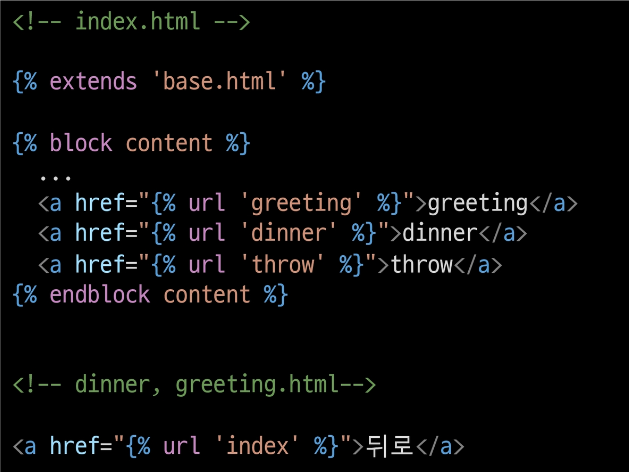 <!-- index.html -->
{% extends 'base.html' %}
{% block content %}
...
<a href="{% url 'greeting' %}">greeting</a>
<a href="{% url 'dinner' %}">dinner</a>
<a href="{% url 'throw' %}">throw</a>
{% endblock content %}
<!-- dinner, greeting.html-->
<a href="{% url 'index' %}">뒤로</a>